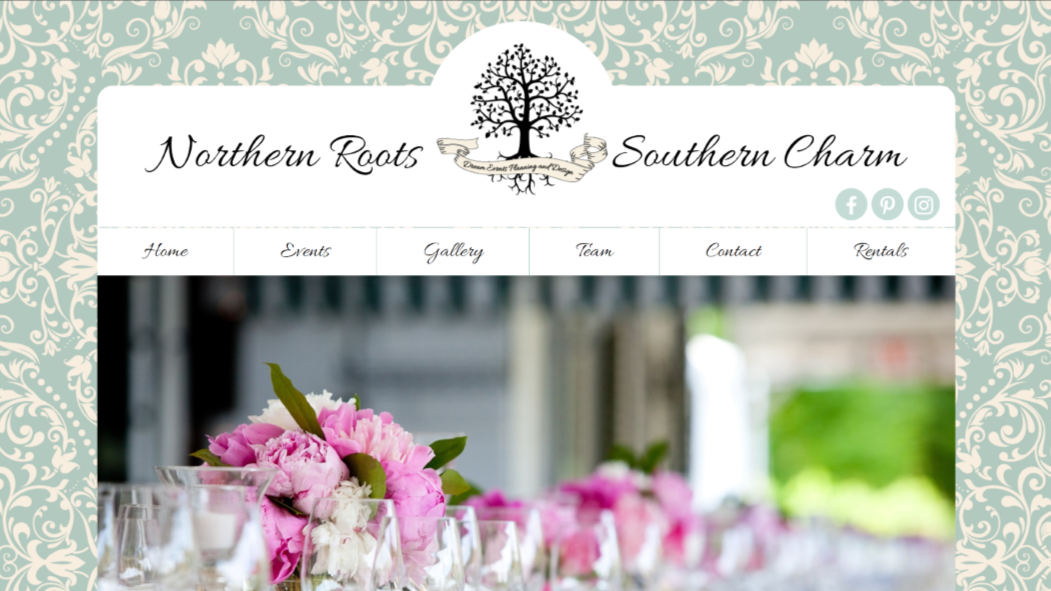 Northern Roots Southern Charm
Dream Events Planning and Design
Home Events Gallery Team Contact Rentals